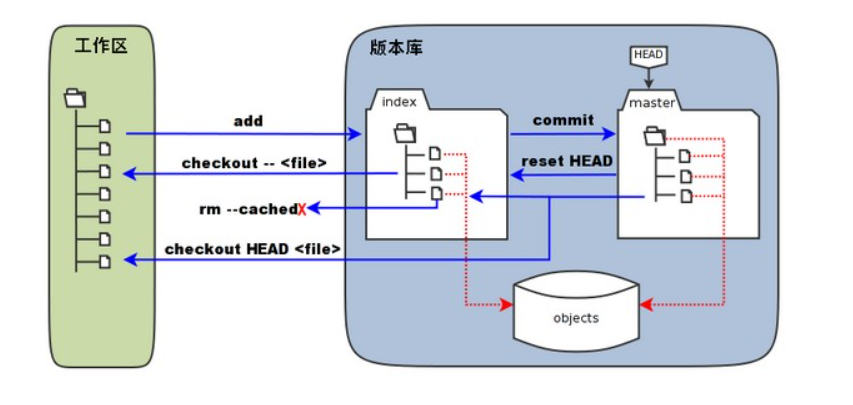 工作区
版本库
HEAD
index
master
add
commit
checkout -- <file>
reset HEAD
rm --cachedX
checkout HEAD <file>
objects